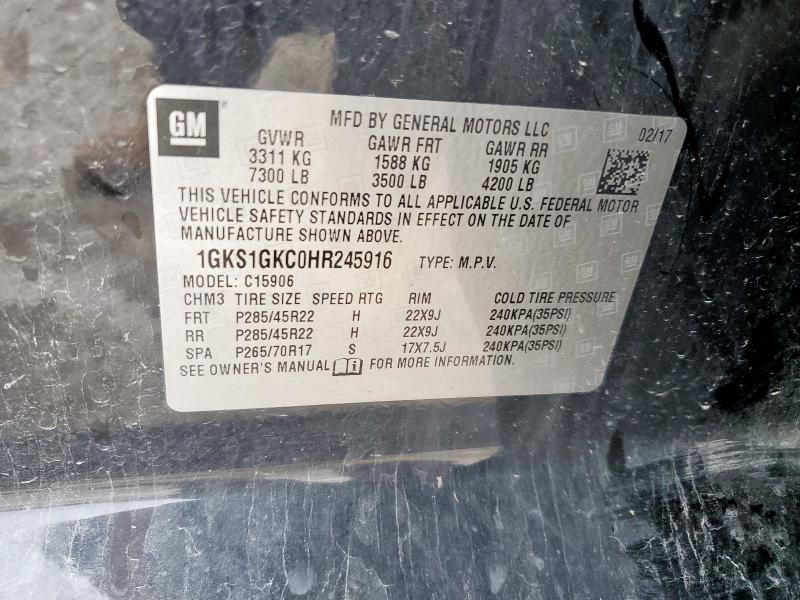 GM
MFD BY GENERAL MOTORS LLC
02/17
GVWR GAWR FRT GAWR RR
3311 KG 1588 KG 1905 KG
7300 LB 3500 LB 4200 LB
THIS VEHICLE CONFORMS TO ALL APPLICABLE U.S. FEDERAL MOTOR
VEHICLE SAFETY STANDARDS IN EFFECT ON THE DATE OF
MANUFACTURE SHOWN ABOVE.
1GKS1GKC0HR245916 TYPE: M.P.V.
MODEL: C15906
CHM3 TIRE SIZE SPEED RTG RIM COLD TIRE PRESSURE
FRT P285/45R22 H 22X9J 240KPA(35PSI)
RR P285/45R22 H 22X9J 240KPA(35PSI)
SPA P265/70R17 S 17X7.5J 240KPA(35PSI)
SEE OWNER'S MANUAL FOR MORE INFORMATION.